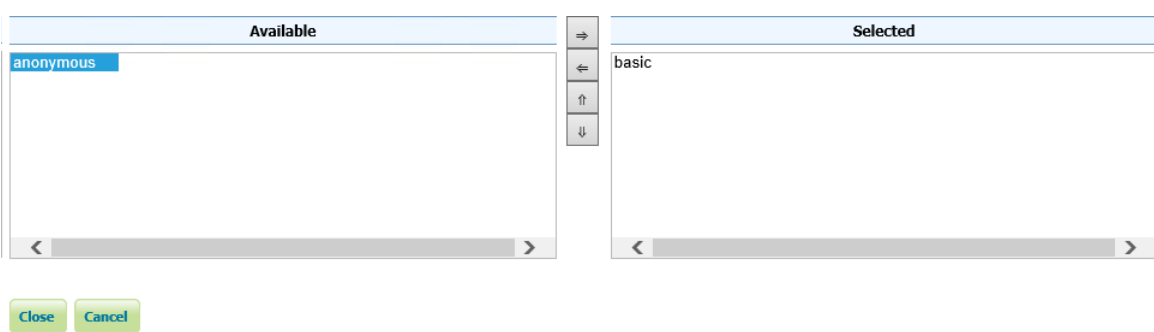 Available
Selected
anonymous
basic
⇒
⇐
⇑
⇓
Close
Cancel